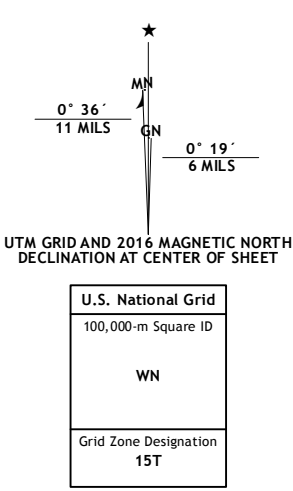 MN
0° 36´
11 MILS
GN
0° 19´
6 MILS
UTM GRID AND 2016 MAGNETIC NORTH
DECLINATION AT CENTER OF SHEET
U.S. National Grid
100,000-m Square ID
WN
Grid Zone Designation
15T